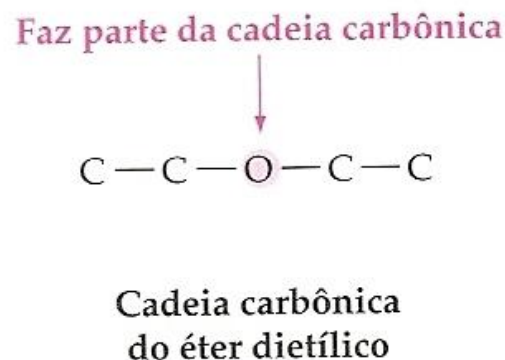 Faz parte da cadeia carbônica
C — C — O — C — C
Cadeia carbônica
do éter dietílico